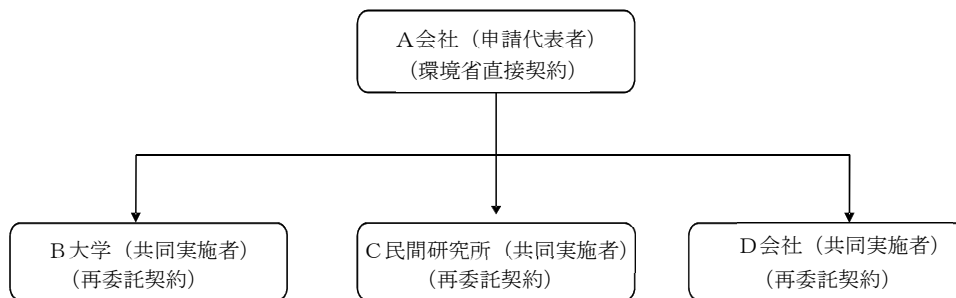 A会社（申請代表者）
（環境省直接契約）
B大学（共同実施者）
（再委託契約）
C民間研究所（共同実施者）
（再委託契約）
D会社（共同実施者）
（再委託契約）